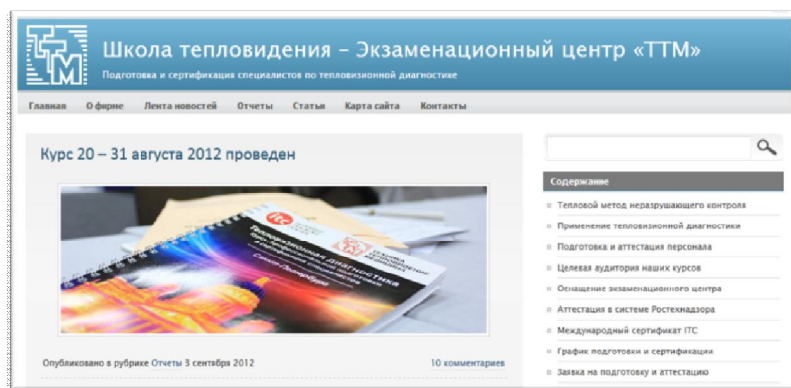 ТТМ
Школа тепловидения – Экзаменационный центр «ТТМ»
Подготовка и сертификация специалистов по тепловизионной диагностике
Главная О фирме Лента новостей Отчеты Статьи Карта сайта Контакты
Курс 20 – 31 августа 2012 проведен
itc
Тепловизионная диагностика
Санкт-Петербург
Опубликовано в рубрике Отчеты 3 сентября 2012
10 комментариев
Содержание
Тепловой метод неразрушающего контроля
Применение тепловизионной диагностики
Подготовка и аттестация персонала
Целевая аудитория наших курсов
Оснащение экзаменационного центра
Аттестация в системе Ростехнадзора
Международный сертификат ITC
График подготовки и сертификации
Заявка на подготовку и аттестацию